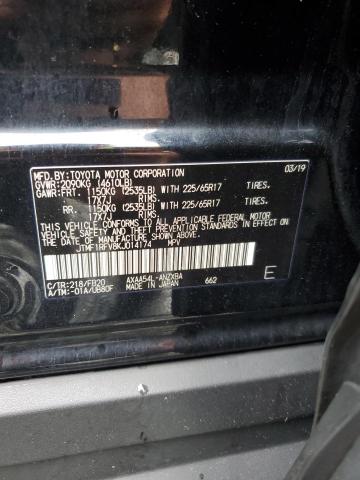 MFD.BY:TOYOTA MOTOR CORPORATION 03/19
GVWR:2090KG (4610LB)
GAWR:FRT. 1150KG (2535LB) WITH 225/65R17 TIRES.
17X7J RIMS.
RR. 1150KG (2535LB) WITH 225/65R17 TIRES.
17X7J RIMS.
THIS VEHICLE CONFORMS TO ALL APPLICABLE FEDERAL MOTOR
VEHICLE SAFETY, BUMPER, AND THEFT PREVENTION STANDARDS IN
EFFECT ON THE DATE OF MANUFACTURE SHOWN ABOVE.
JTMF1RFV8KJ014174 MPV
C/TR:218/FB20 AXAA54L-ANZXBA 662 E
A/TM:-01A/UB80F MADE IN JAPAN